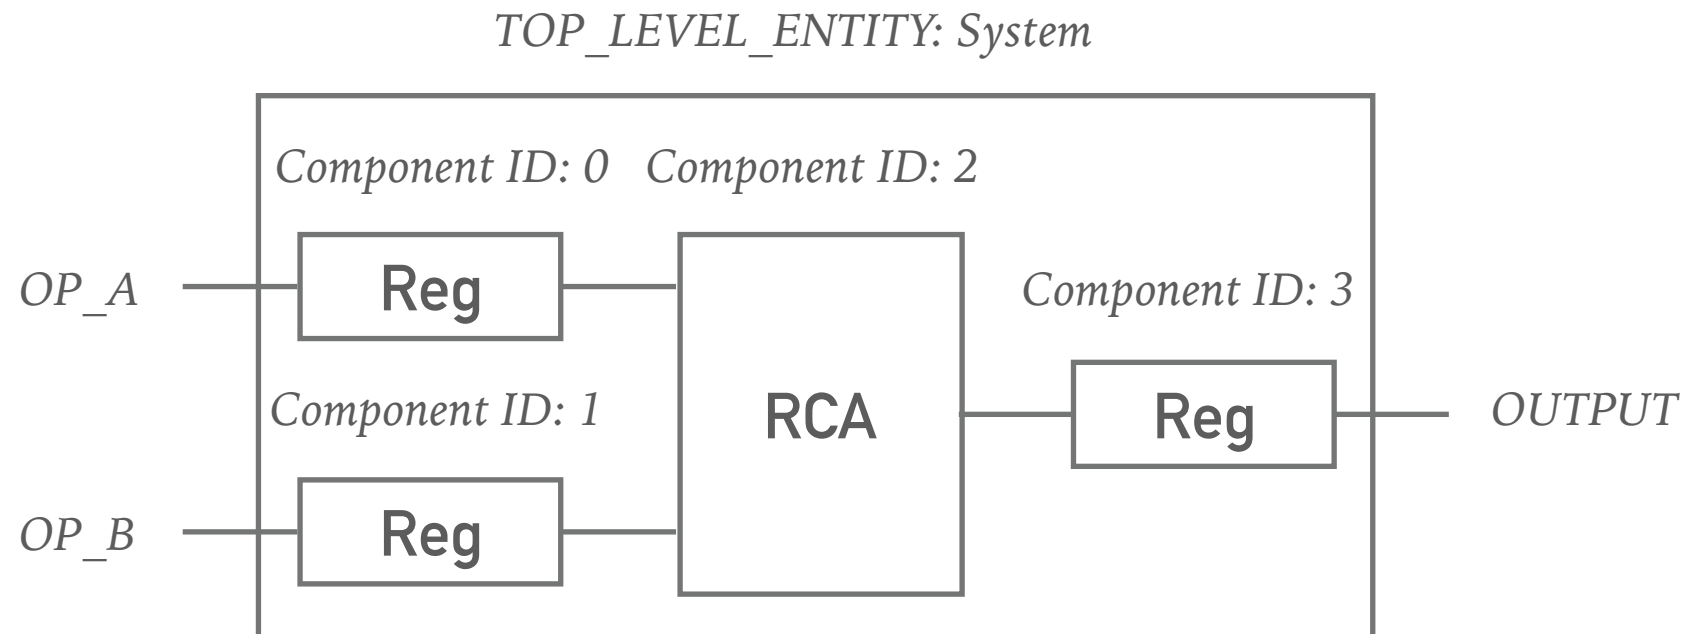 TOP_LEVEL_ENTITY: System
Component ID: 0
Component ID: 2
OP_A
Reg
Component ID: 3
Component ID: 1
RCA
Reg
OUTPUT
OP_B
Reg